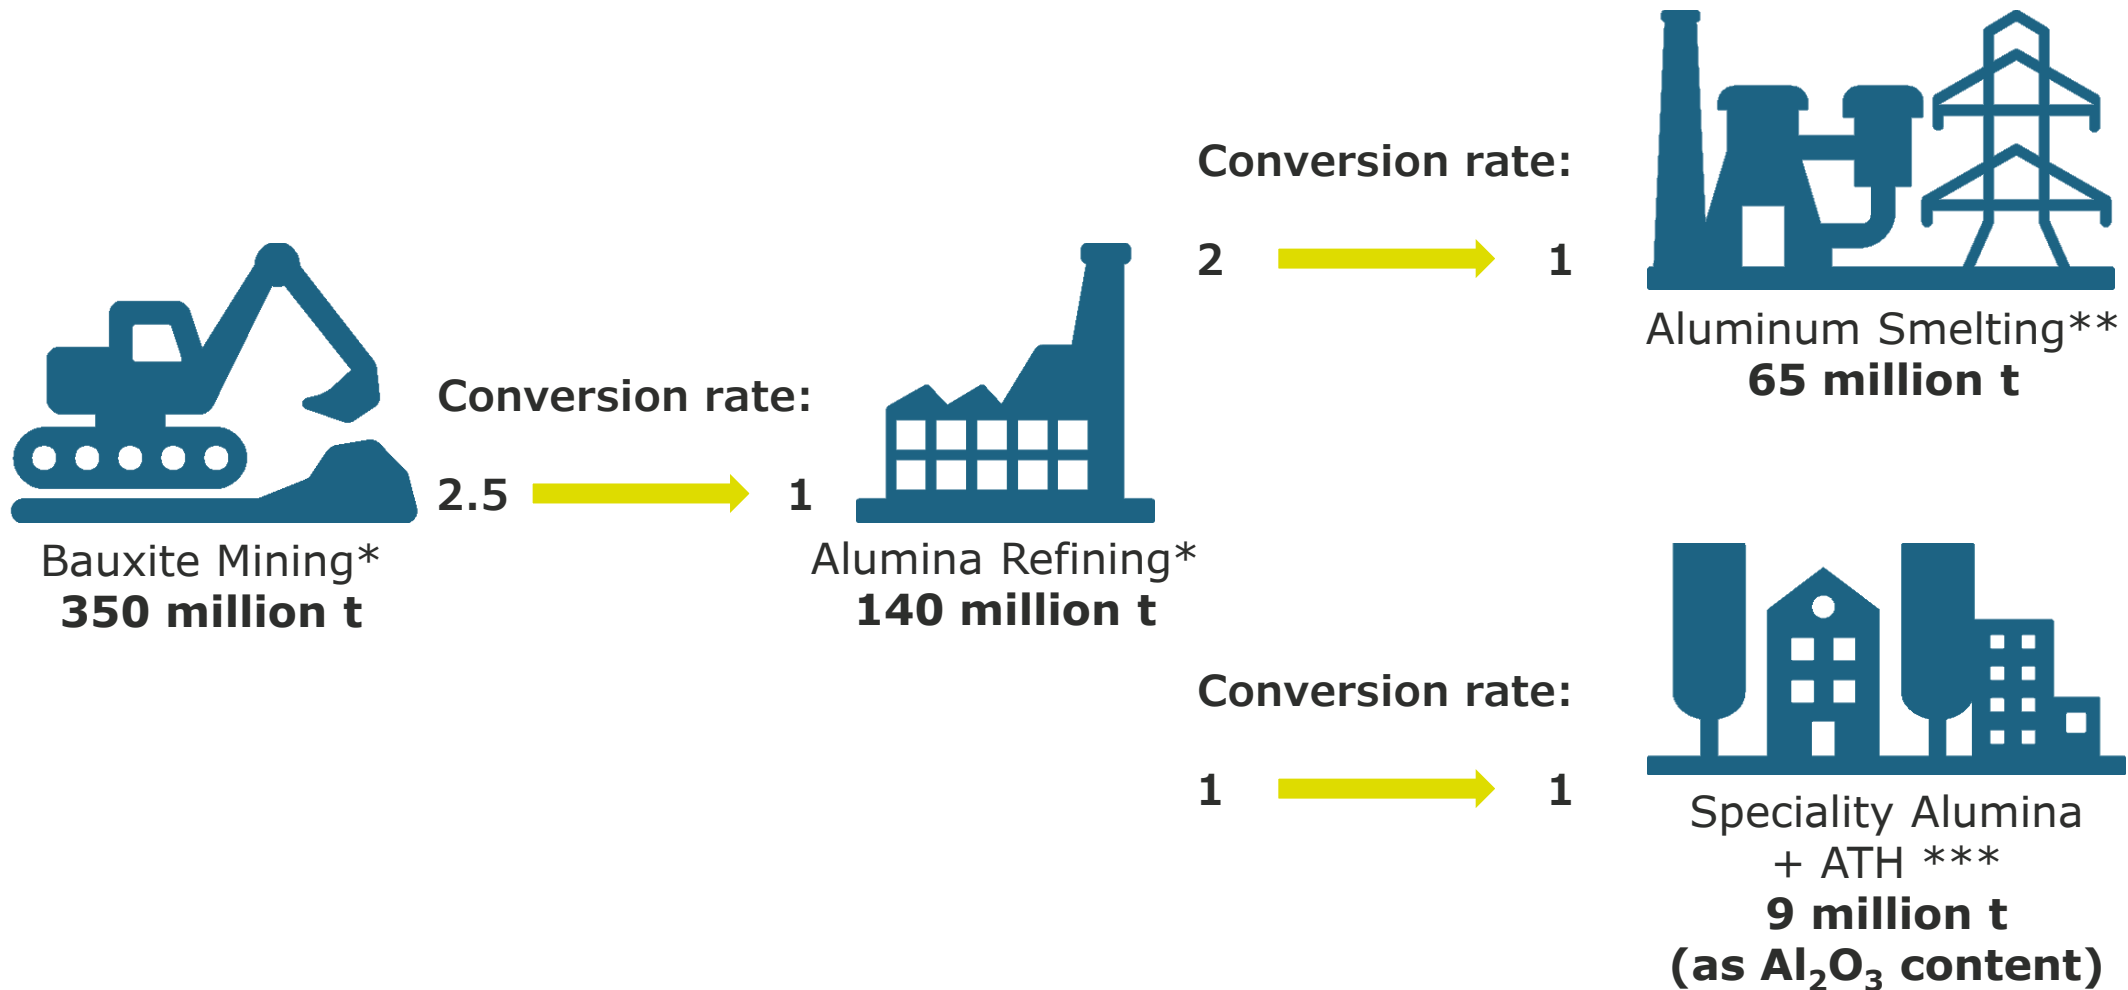 Bauxite Mining*
350 million t
Conversion rate:
2.5 1
Alumina Refining*
140 million t
Conversion rate:
2 1
Aluminum Smelting**
65 million t
Conversion rate:
1 1
Speciality Alumina
+ ATH ***
9 million t
(as Al₂O₃ content)